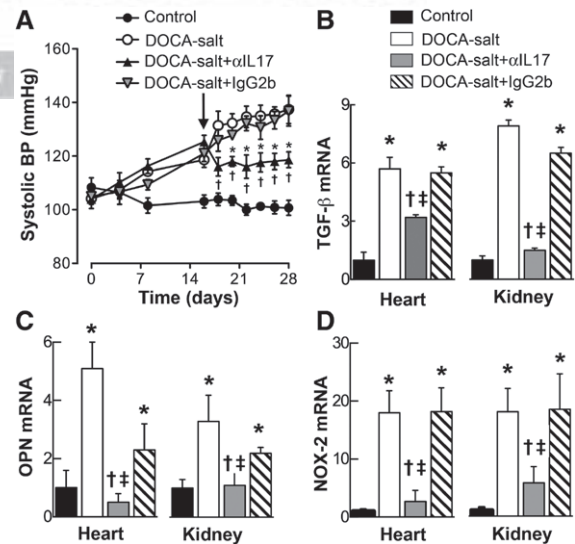 A
Control
DOCA-salt
DOCA-salt+αIL17
DOCA-salt+IgG2b
Systolic BP (mmHg)
160
140
120
100
80
* * * * * *
† † † † † †
0 7 14 21 28
Time (days)
B
Control
DOCA-salt
DOCA-salt+αIL17
DOCA-salt+IgG2b
TGF-β mRNA
9
6
3
0
* †‡ * * †‡ *
Heart Kidney
C
OPN mRNA
6
4
2
0
* †‡ * * †‡ *
Heart Kidney
D
NOX-2 mRNA
30
20
10
0
* †‡ * * †‡ *
Heart Kidney